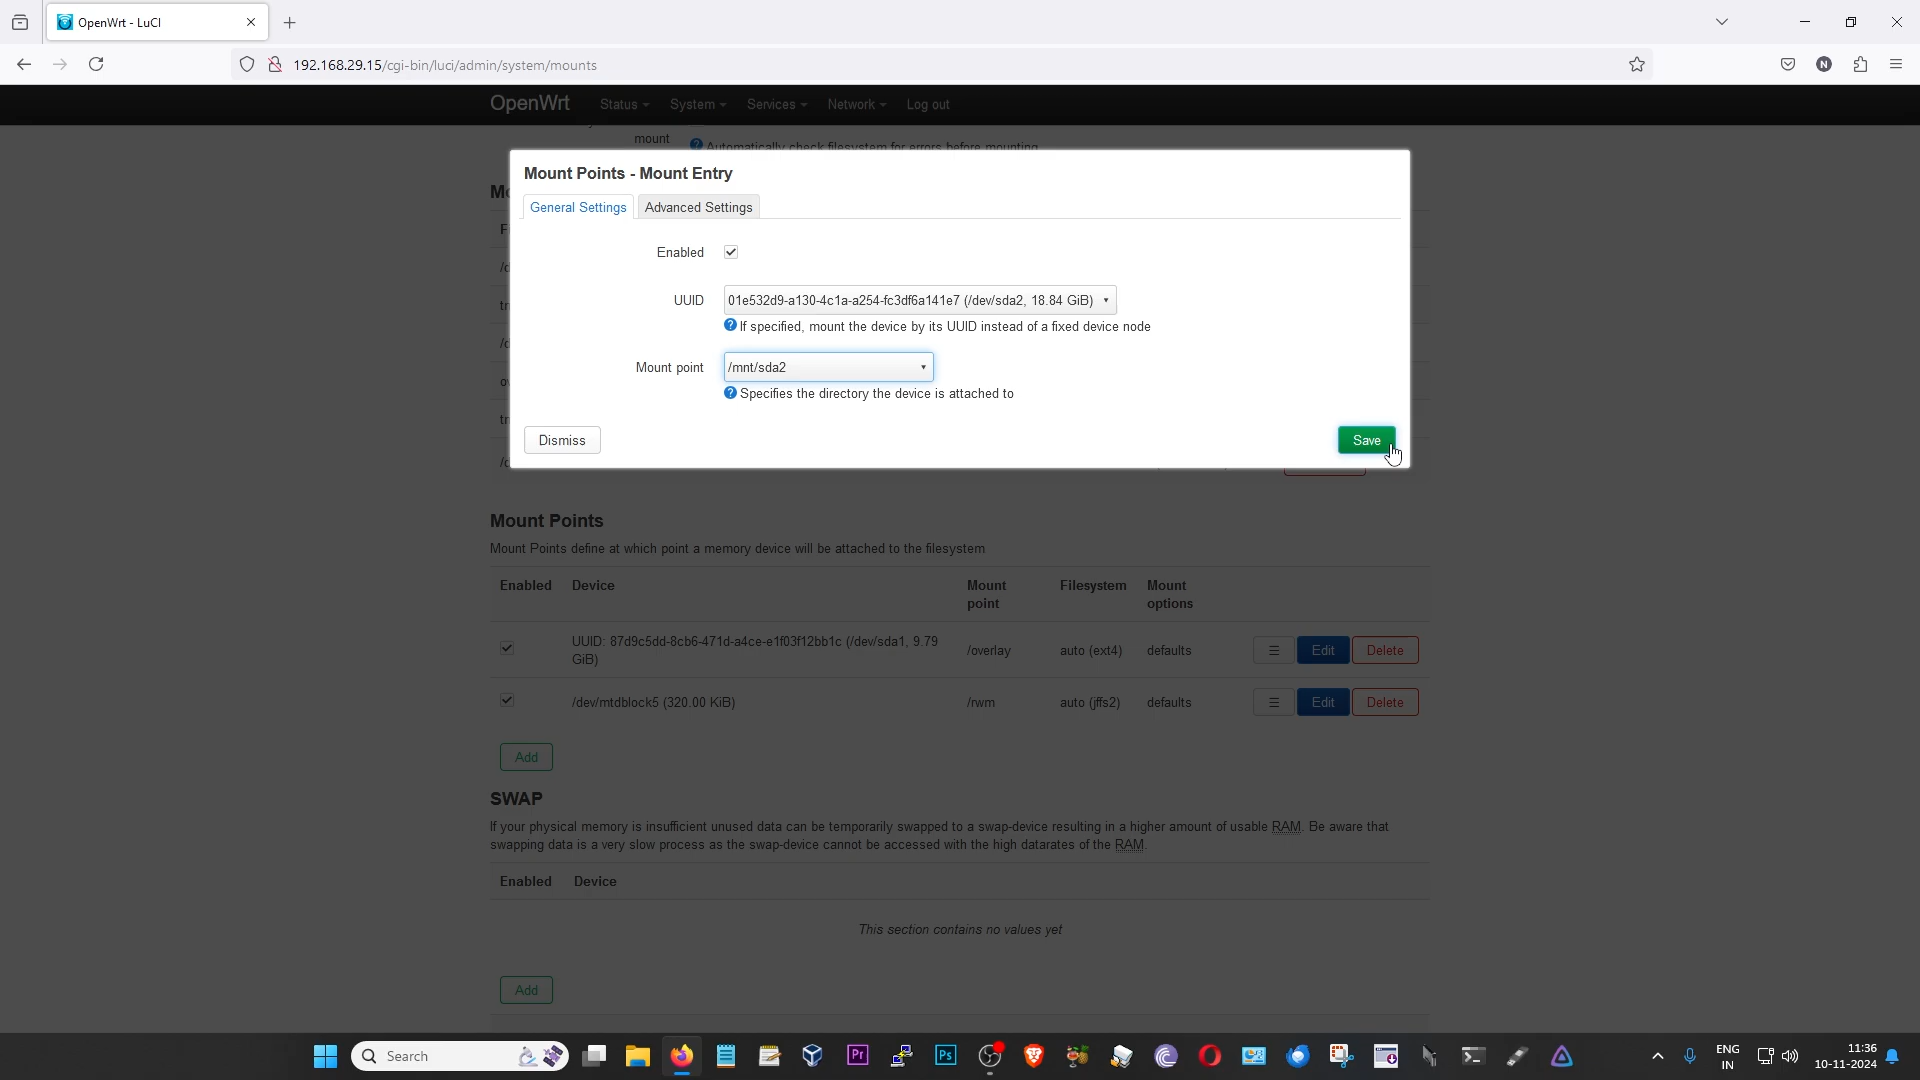 OpenWrt - LuCI
192.168.29.15/cgi-bin/luci/admin/system/mounts
N
OpenWrt Status System Services Network Log out
mount
Automatically check filesystem for errors before mounting
Mount Points - Mount Entry
General Settings Advanced Settings
Enabled
UUID 01e532d9-a130-4c1a-a254-fc3df6a141e7 (/dev/sda2, 18.84 GiB)
If specified, mount the device by its UUID instead of a fixed device node
Mount point /mnt/sda2
Specifies the directory the device is attached to
Dismiss Save
Mount Points
Mount Points define at which point a memory device will be attached to the filesystem
Enabled Device Mount point Filesystem Mount options
UUID: 87d9c5dd-8cb6-471d-a4ce-e1f03f12bb1c (/dev/sda1, 9.79 GiB) /overlay auto (ext4) defaults Edit Delete
/dev/mtdblock5 (320.00 KiB) /rwm auto (jffs2) defaults Edit Delete
Add
SWAP
If your physical memory is insufficient unused data can be temporarily swapped to a swap-device resulting in a higher amount of usable RAM. Be aware that
swapping data is a very slow process as the swap-device cannot be accessed with the high datarates of the RAM.
Enabled Device
This section contains no values yet
Add
Search
Pr
Ps
ENG
IN
11:36
10-11-2024